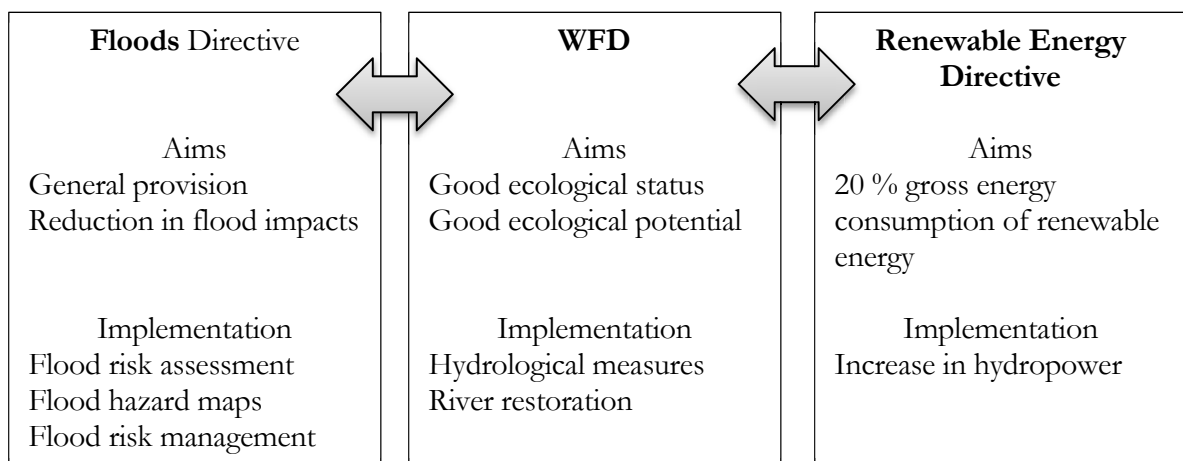 Floods Directive
Aims
General provision
Reduction in flood impacts
Implementation
Flood risk assessment
Flood hazard maps
Flood risk management
WFD
Aims
Good ecological status
Good ecological potential
Implementation
Hydrological measures
River restoration
Renewable Energy
Directive
Aims
20 % gross energy
consumption of renewable
energy
Implementation
Increase in hydropower